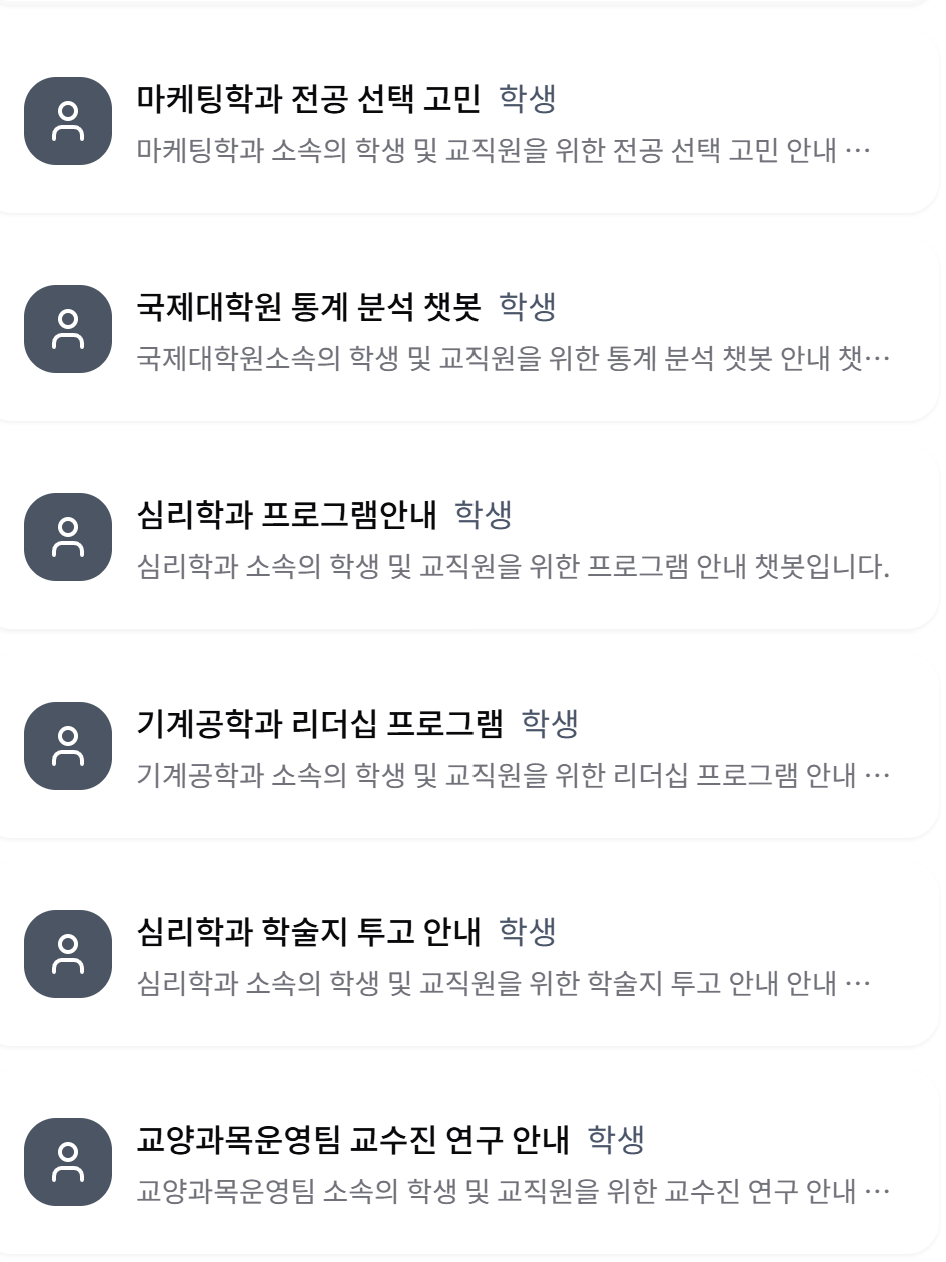 마케팅학과 전공 선택 고민 학생
마케팅학과 소속의 학생 및 교직원을 위한 전공 선택 고민 안내 …
국제대학원 통계 분석 챗봇 학생
국제대학원소속의 학생 및 교직원을 위한 통계 분석 챗봇 안내 챗…
심리학과 프로그램안내 학생
심리학과 소속의 학생 및 교직원을 위한 프로그램 안내 챗봇입니다.
기계공학과 리더십 프로그램 학생
기계공학과 소속의 학생 및 교직원을 위한 리더십 프로그램 안내 …
심리학과 학술지 투고 안내 학생
심리학과 소속의 학생 및 교직원을 위한 학술지 투고 안내 안내 …
교양과목운영팀 교수진 연구 안내 학생
교양과목운영팀 소속의 학생 및 교직원을 위한 교수진 연구 안내 …